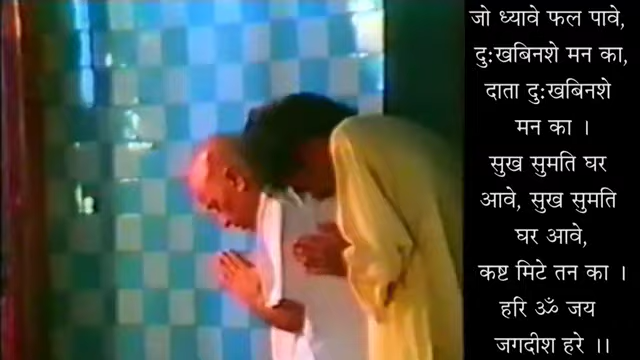 जो ध्यावे फल पावे,
दुःखबिनशे मन का,
दाता दुःखबिनशे
मन का ।
सुख सुमति घर
आवे, सुख सुमति
घर आवे,
कष्ट मिटे तन का ।
हरि ॐ जय
जगदीश हरे ।।